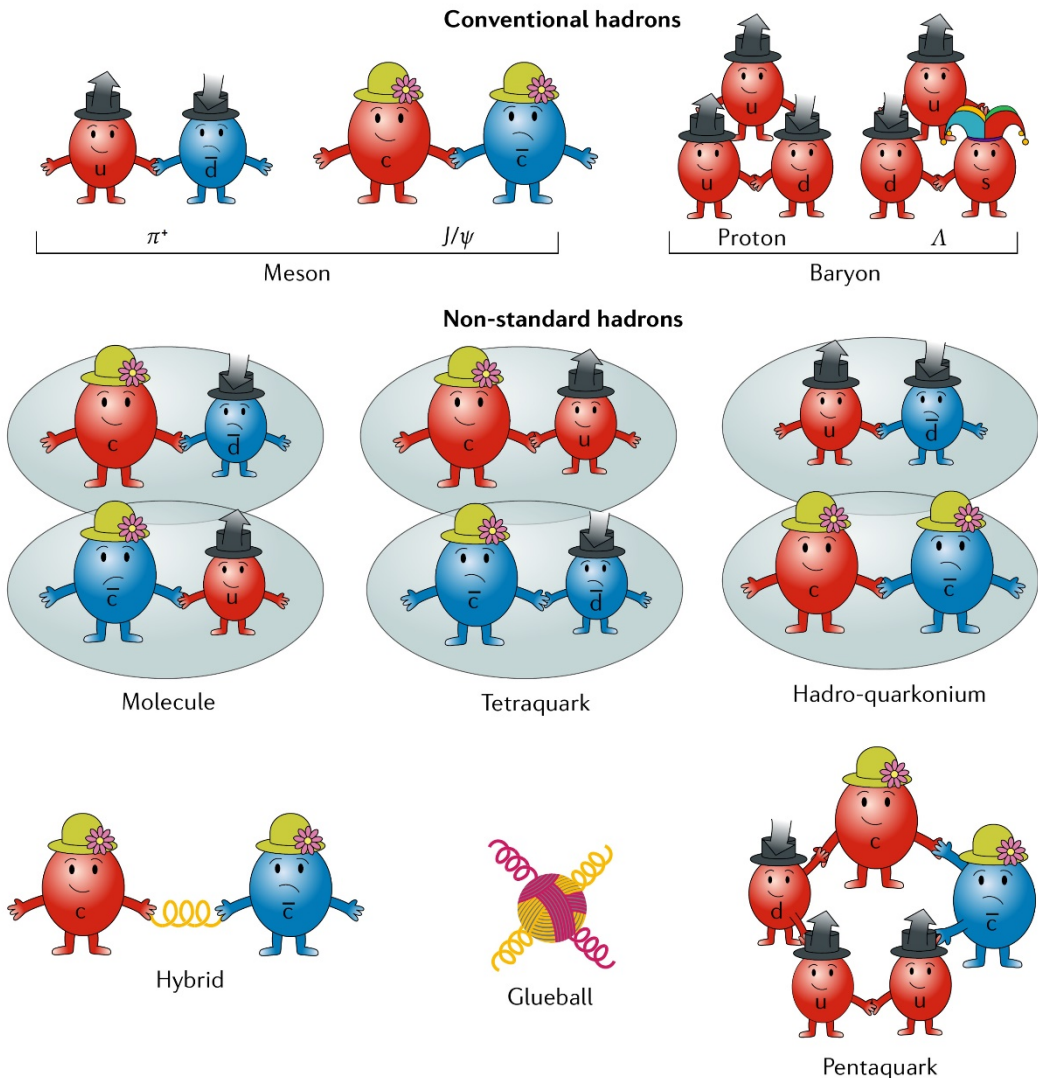 Conventional hadrons
u d̅ c c̅ u u d u d s
π⁺ J/ψ Proton Λ
Meson Baryon
Non-standard hadrons
c d̅ c u u d̅
c̅ u c̅ d̅ c c̅
Molecule Tetraquark Hadro-quarkonium
c c̅ c d c̅ u u
Hybrid Glueball Pentaquark